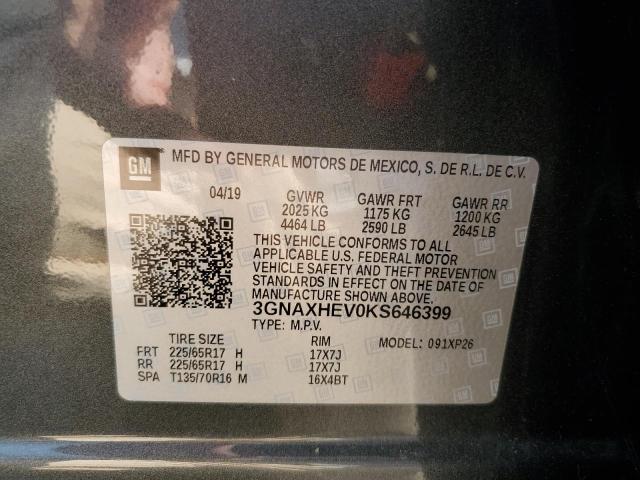 GM * MFD BY GENERAL MOTORS DE MEXICO, S. DE R.L. DE C.V.
04/19 GVWR GAWR FRT GAWR RR
2025 KG 1175 KG 1200 KG
4464 LB 2590 LB 2645 LB
THIS VEHICLE CONFORMS TO ALL
APPLICABLE U.S. FEDERAL MOTOR
VEHICLE SAFETY AND THEFT PREVENTION
STANDARDS IN EFFECT ON THE DATE OF
MANUFACTURE SHOWN ABOVE.
3GNAXHEV0KS646399
TYPE: M.P.V.
TIRE SIZE RIM MODEL: 091XP26
FRT 225/65R17 H 17X7J
RR 225/65R17 H 17X7J
SPA T135/70R16 M 16X4BT